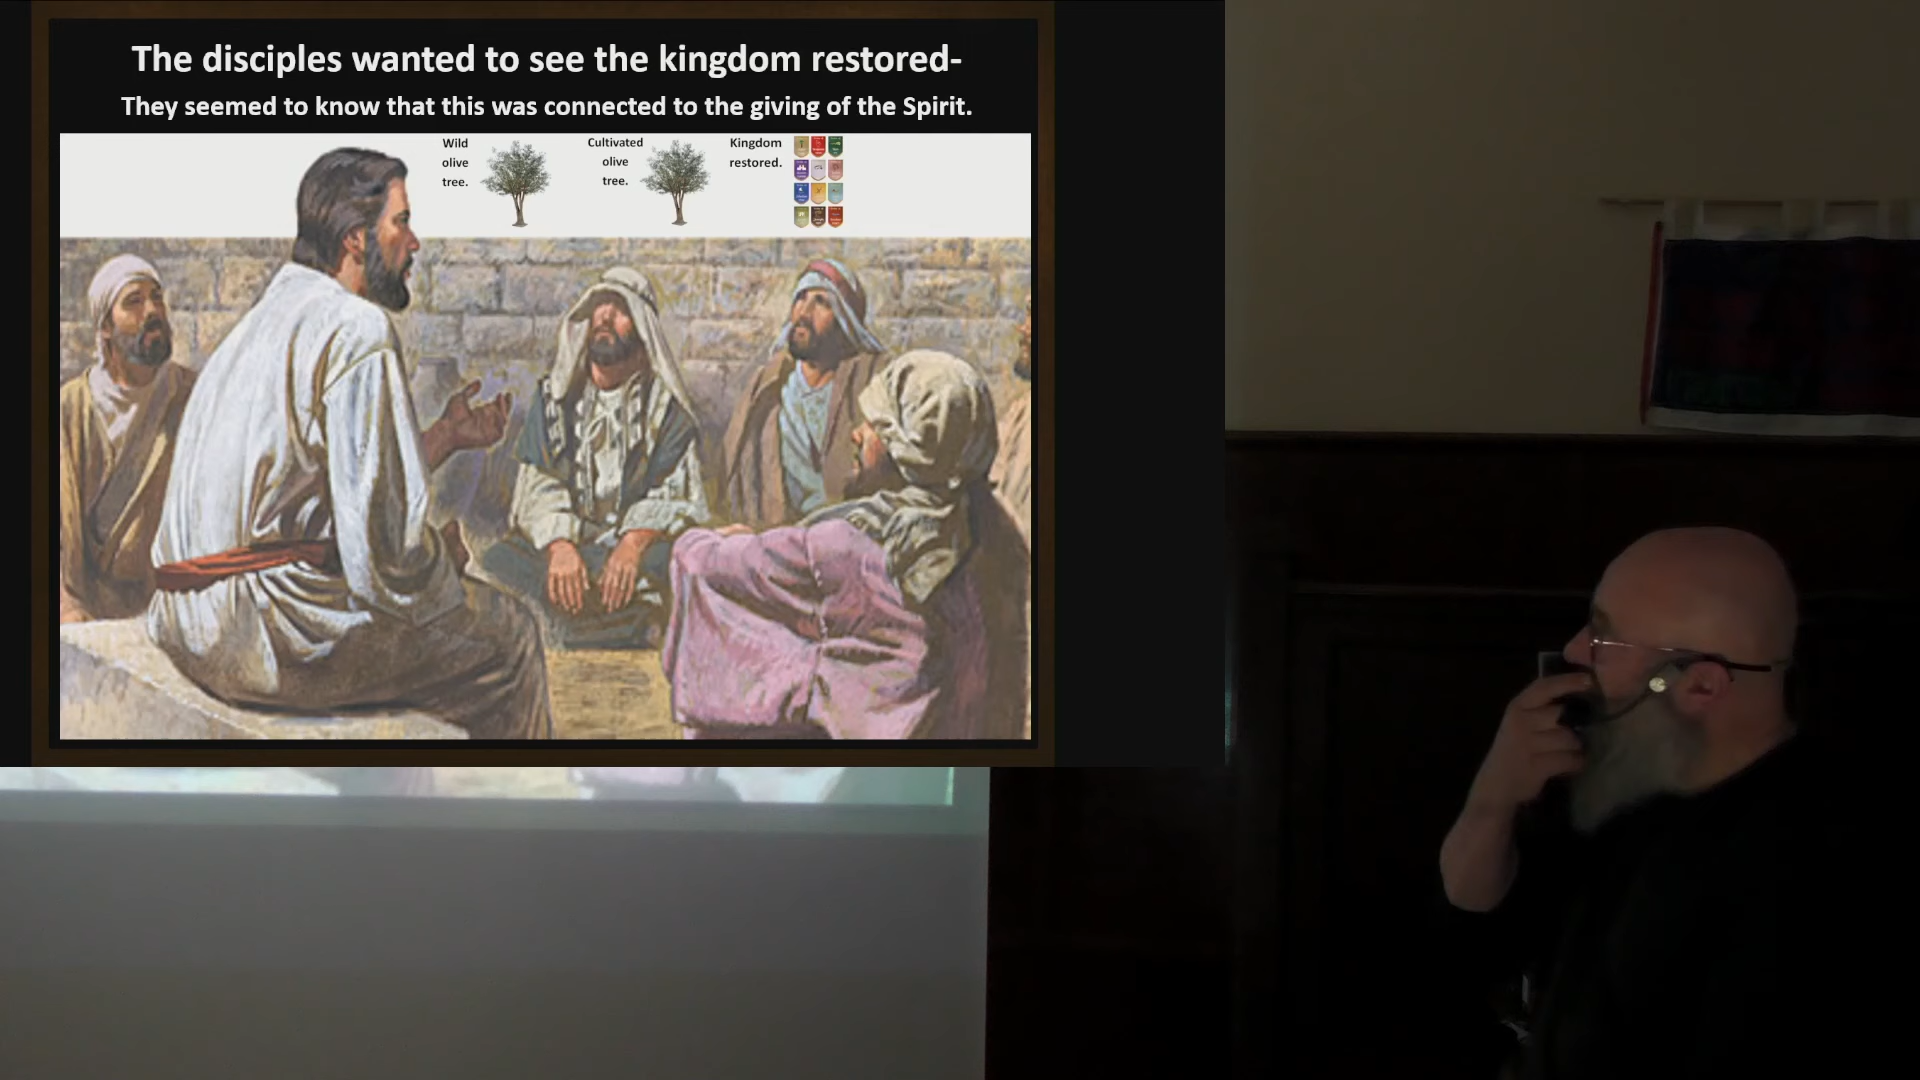 The disciples wanted to see the kingdom restored-
They seemed to know that this was connected to the giving of the Spirit.
Wild
olive
tree.
Cultivated
olive
tree.
Kingdom
restored.